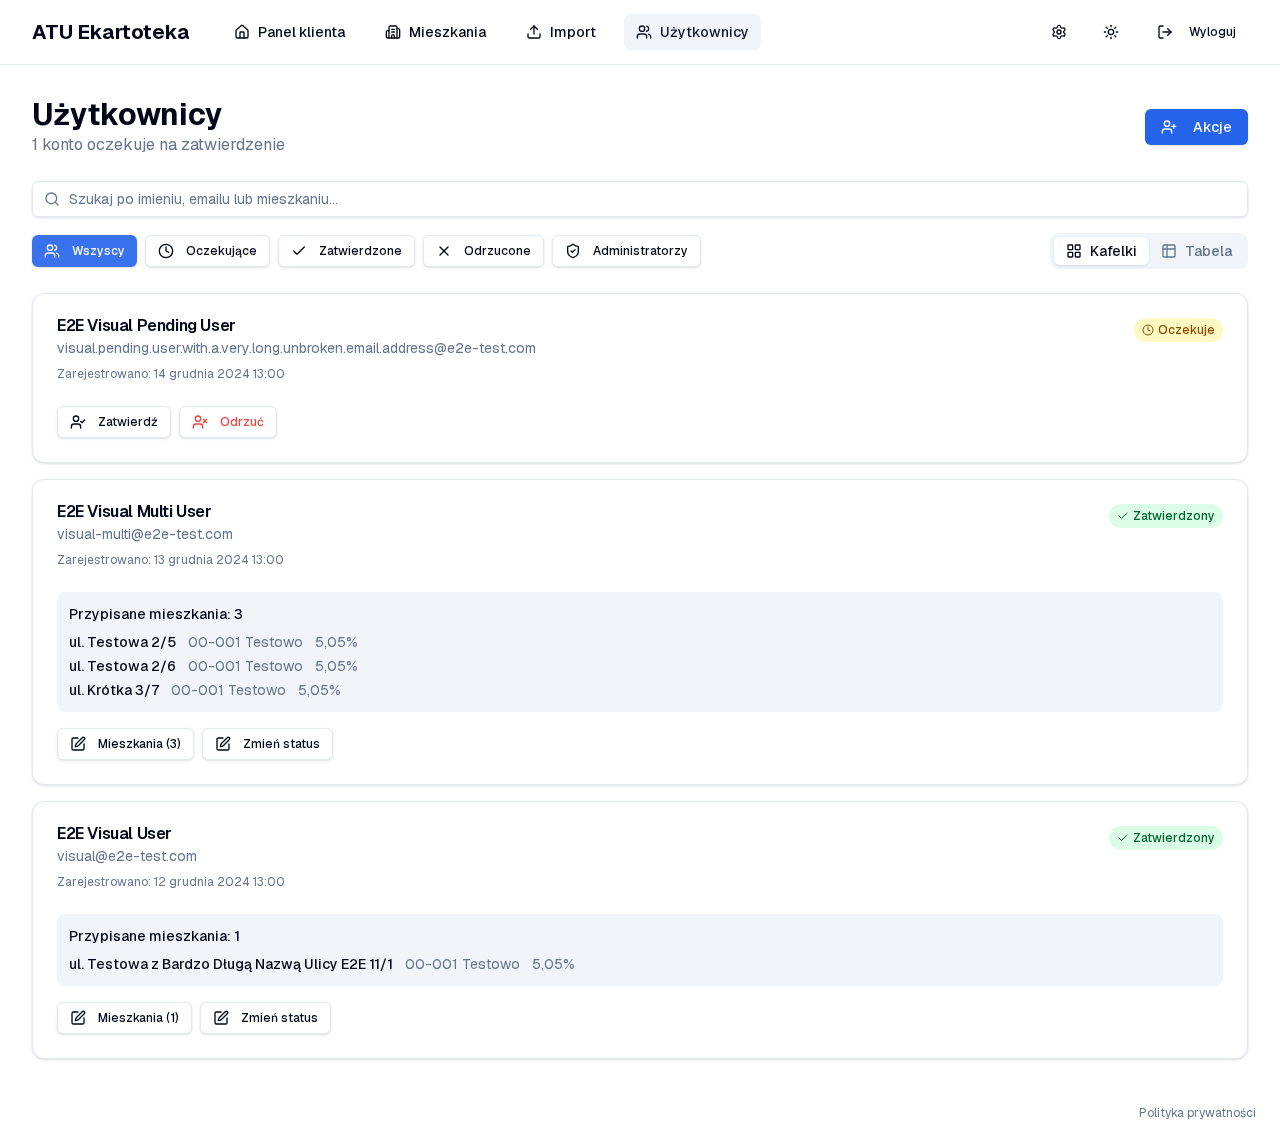 ATU Ekartoteka
Panel klienta
Mieszkania
Import
Użytkownicy
Wyloguj
Użytkownicy
1 konto oczekuje na zatwierdzenie
Akcje
Szukaj po imieniu, emailu lub mieszkaniu...
Wszyscy
Oczekujące
Zatwierdzone
Odrzucone
Administratorzy
Kafelki
Tabela
E2E Visual Pending User
Oczekuje
visual.pending.user.with.a.very.long.unbroken.email.address@e2e-test.com
Zarejestrowano: 14 grudnia 2024 13:00
Zatwierdź
Odrzuć
E2E Visual Multi User
Zatwierdzony
visual-multi@e2e-test.com
Zarejestrowano: 13 grudnia 2024 13:00
Przypisane mieszkania: 3
ul. Testowa 2/5 00-001 Testowo 5,05%
ul. Testowa 2/6 00-001 Testowo 5,05%
ul. Krótka 3/7 00-001 Testowo 5,05%
Mieszkania (3)
Zmień status
E2E Visual User
Zatwierdzony
visual@e2e-test.com
Zarejestrowano: 12 grudnia 2024 13:00
Przypisane mieszkania: 1
ul. Testowa z Bardzo Długą Nazwą Ulicy E2E 11/1 00-001 Testowo 5,05%
Mieszkania (1)
Zmień status
Polityka prywatności